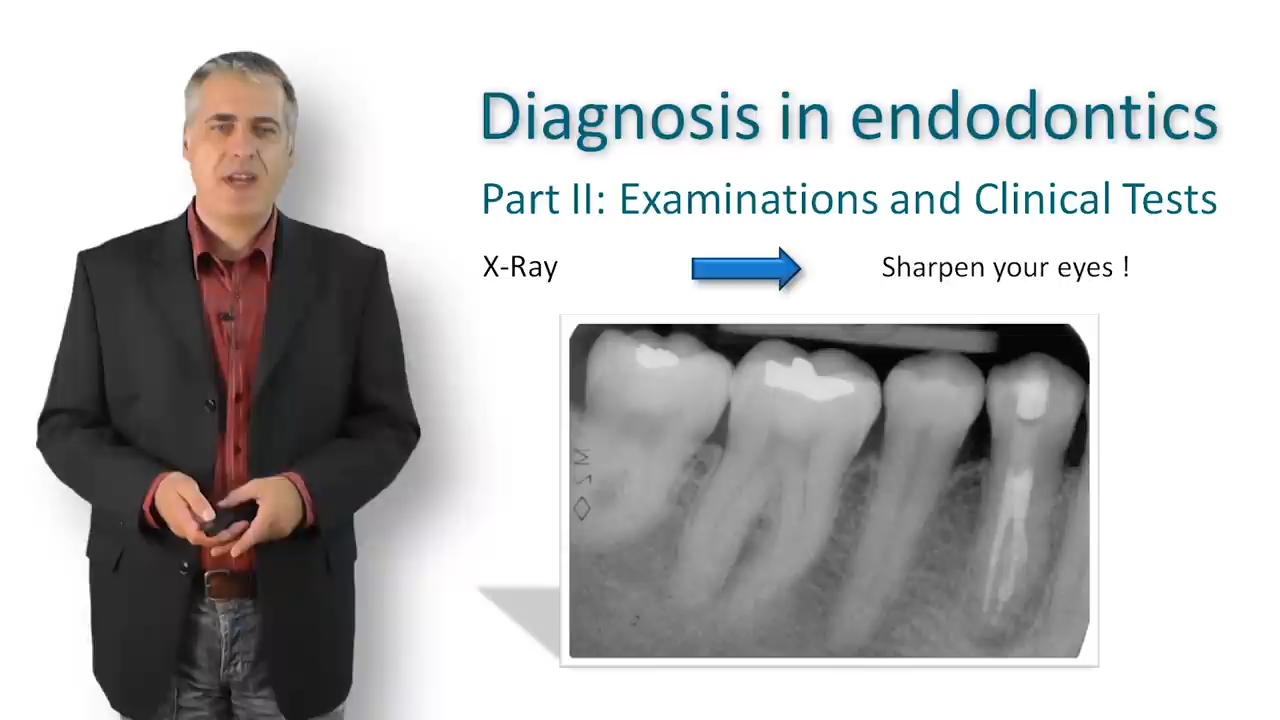 Diagnosis in endodontics
Part II: Examinations and Clinical Tests
X-Ray
Sharpen your eyes !